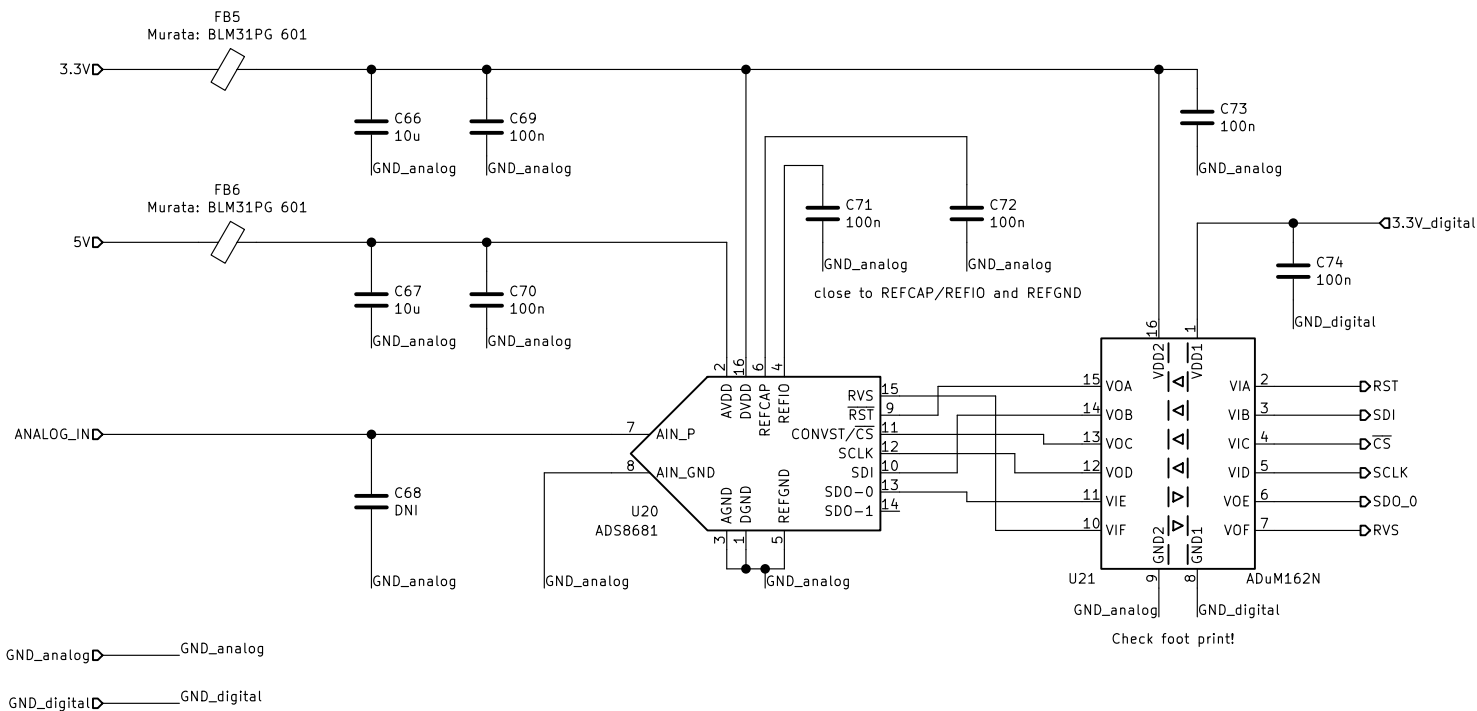 FB5
Murata: BLM31PG 601
3.3V
C66
10u
GND_analog
C69
100n
GND_analog
C73
100n
GND_analog
FB6
Murata: BLM31PG 601
5V
C67
10u
GND_analog
C70
100n
GND_analog
C71
100n
GND_analog
C72
100n
GND_analog
close to REFCAP/REFIO and REFGND
3.3V_digital
C74
100n
GND_digital
ANALOG_IN
C68
DNI
GND_analog
GND_analog
2
16
6
4
AVDD
DVDD
REFCAP
REFIO
7
AIN_P
8
AIN_GND
U20
ADS8681
AGND
DGND
REFGND
3
1
5
GND_analog
RVS 15
RST 9
CONVST/CS 11
SCLK 12
SDI 10
SDO-0 13
SDO-1 14
16
1
VDD2
VDD1
15 VOA
14 VOB
13 VOC
12 VOD
11 VIE
10 VIF
VIA 2 RST
VIB 3 SDI
VIC 4 CS
VID 5 SCLK
VOE 6 SDO_0
VOF 7 RVS
GND2
GND1
U21
9
8
ADuM162N
GND_analog
GND_digital
Check foot print!
GND_analog
GND_analog
GND_digital
GND_digital